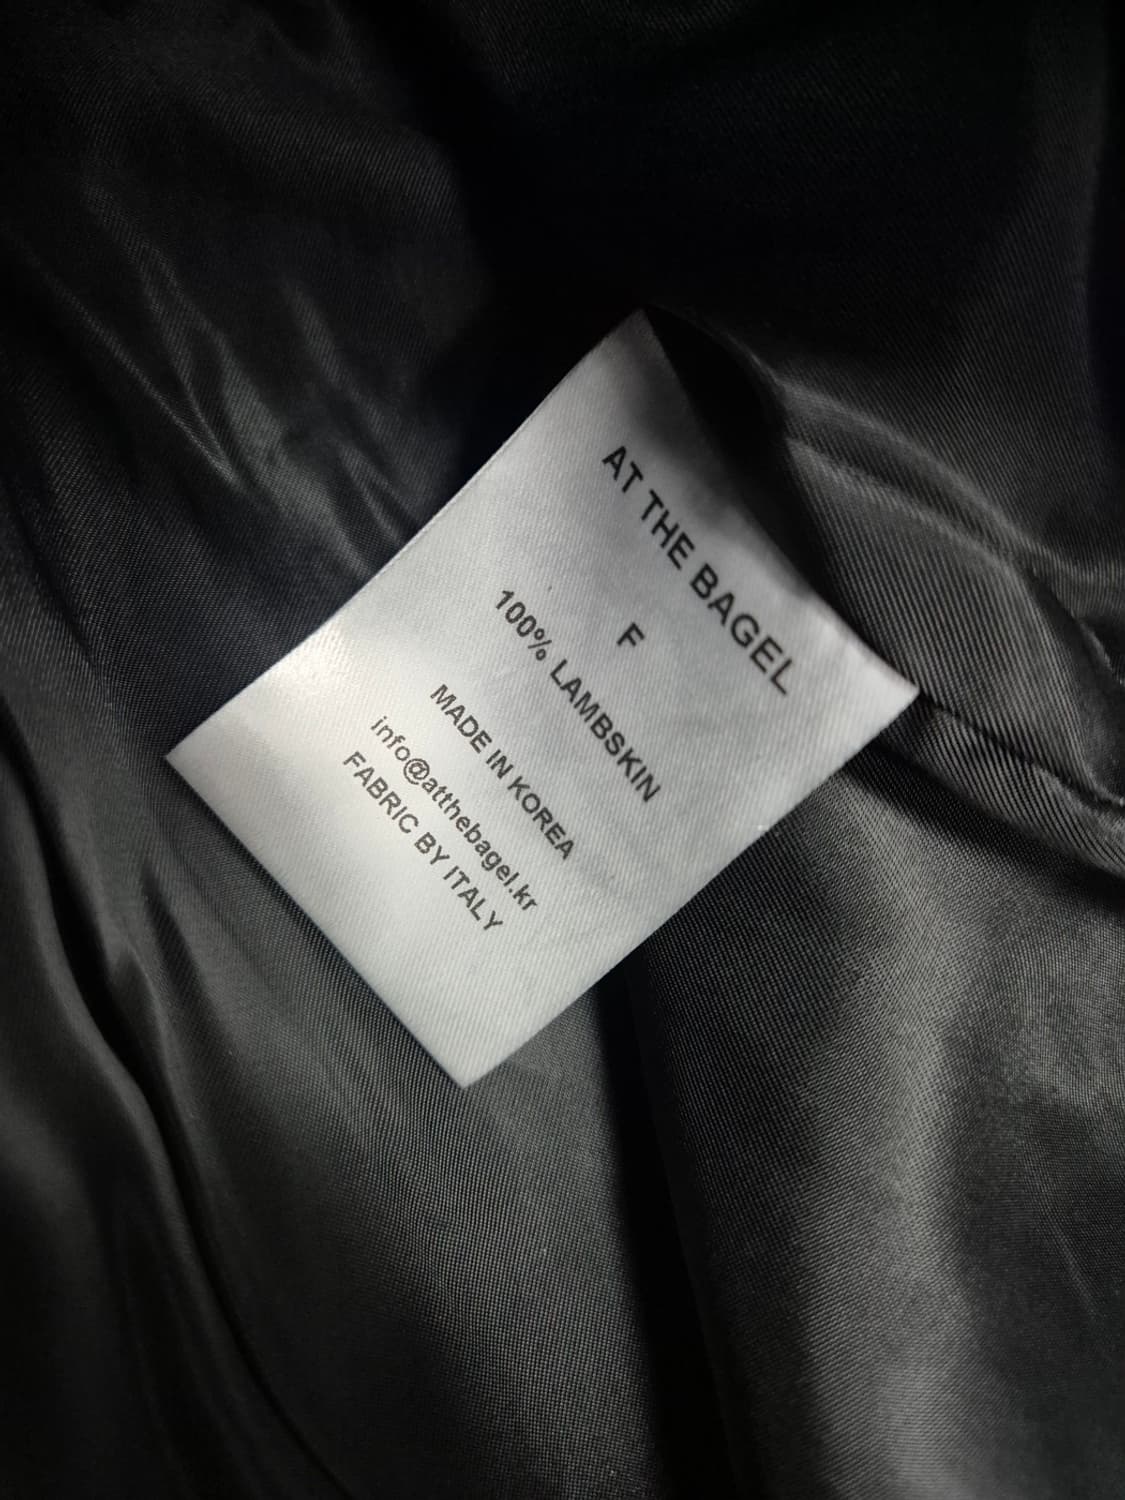 AT THE BAGEL
F
100% LAMBSKIN
MADE IN KOREA
info@atthebagel.kr
FABRIC BY ITALY